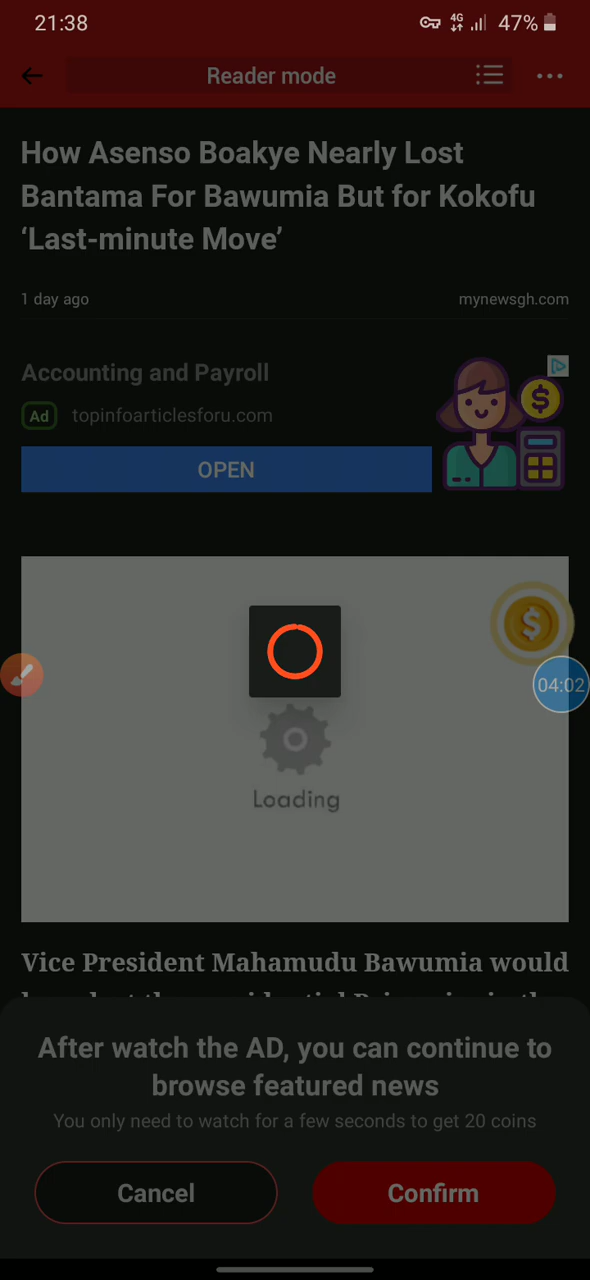 21:38
4G
47%
Reader mode
How Asenso Boakye Nearly Lost
Bantama For Bawumia But for Kokofu
‘Last-minute Move’
1 day ago
mynewsgh.com
Accounting and Payroll
Ad topinfoarticlesforu.com
OPEN
04:02
Loading
Vice President Mahamudu Bawumia would
After watch the AD, you can continue to
browse featured news
You only need to watch for a few seconds to get 20 coins
Cancel
Confirm